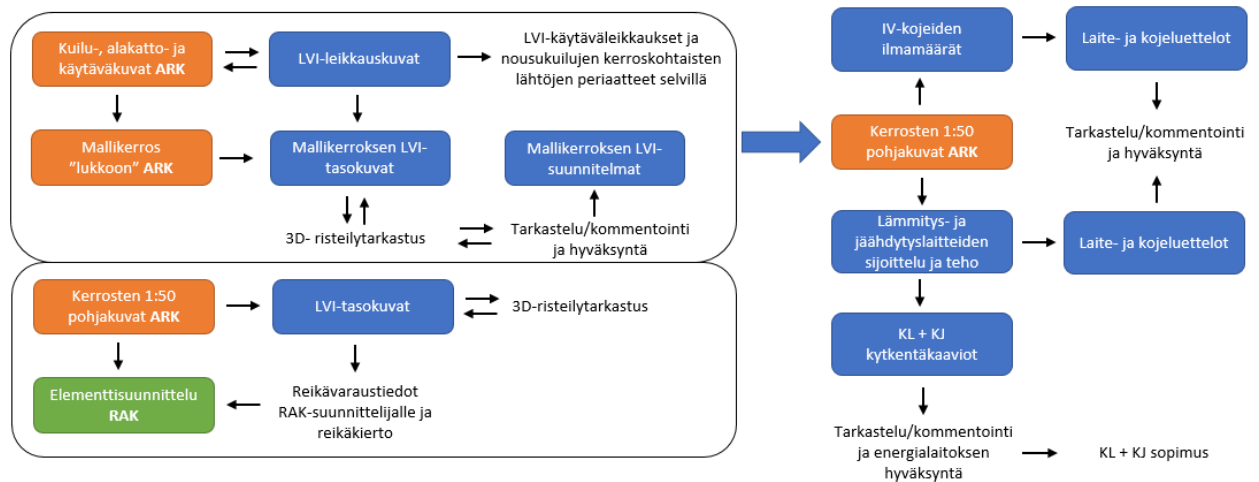 Kuilu-, alakatto- ja
käytäväkuvat ARK
LVI-leikkauskuvat
LVI-käytäväleikkaukset ja
nousukuilujen kerroskohtaisten
lähtöjen periaatteet selvillä
Mallikerros
”lukkoon” ARK
Mallikerroksen LVI-
tasokuvat
Mallikerroksen LVI-
suunnitelmat
3D- risteilytarkastus
Tarkastelu/kommentointi
ja hyväksyntä
Kerrosten 1:50
pohjakuvat ARK
LVI-tasokuvat
3D-risteilytarkastus
Elementtisuunnittelu
RAK
Reikävaraustiedot
RAK-suunnittelijalle ja
reikäkierto
IV-kojeiden
ilmamäärät
Laite- ja kojeluettelot
Kerrosten 1:50
pohjakuvat ARK
Tarkastelu/kommentointi
ja hyväksyntä
Lämmitys- ja
jäähdytyslaitteiden
sijoittelu ja teho
Laite- ja kojeluettelot
KL + KJ
kytkentäkaaviot
Tarkastelu/kommentointi
ja energialaitoksen
hyväksyntä
KL + KJ sopimus